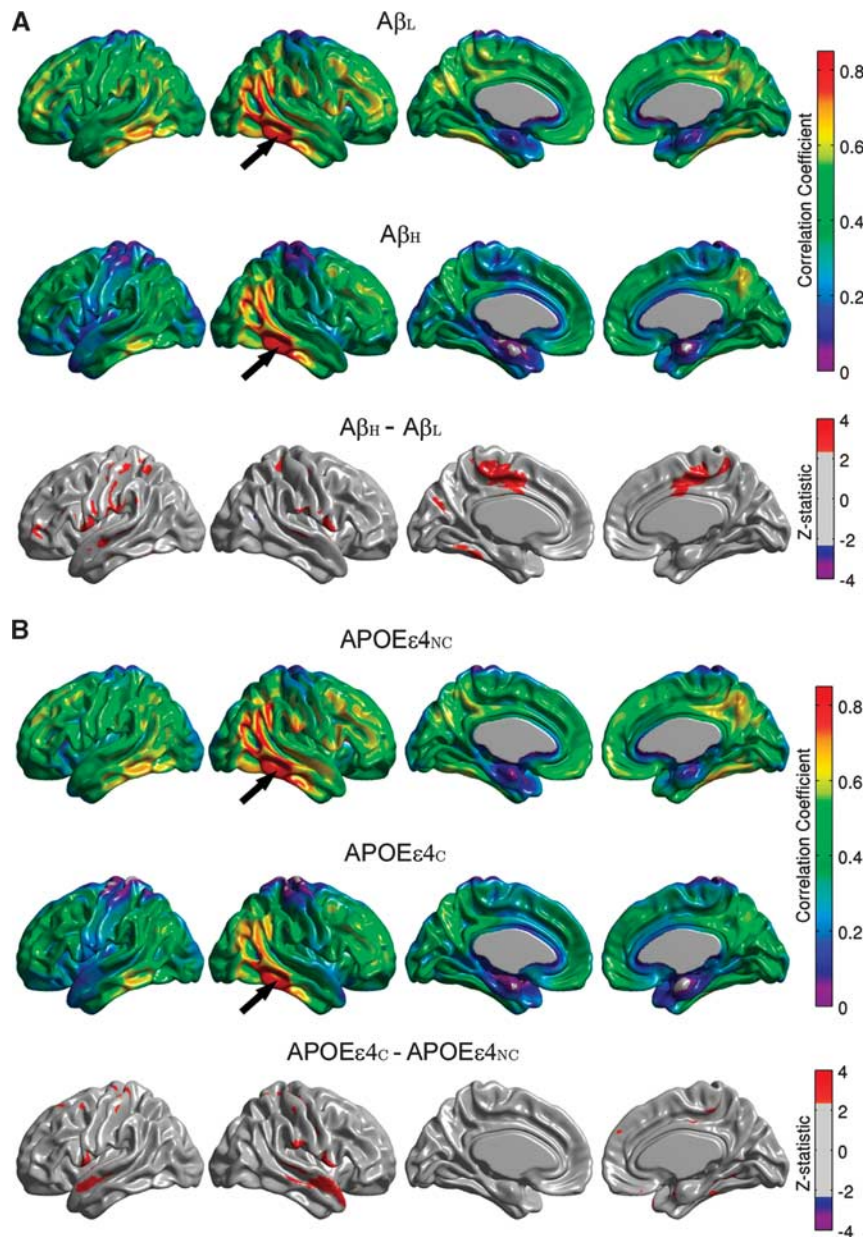 A
AβL
0.8
0.6
0.4
0.2
0
Correlation Coefficient
AβH
AβH - AβL
4
2
0
-2
-4
Z-statistic
B
APOEε4NC
0.8
0.6
0.4
0.2
0
Correlation Coefficient
APOEε4C
APOEε4C - APOEε4NC
4
2
0
-2
-4
Z-statistic